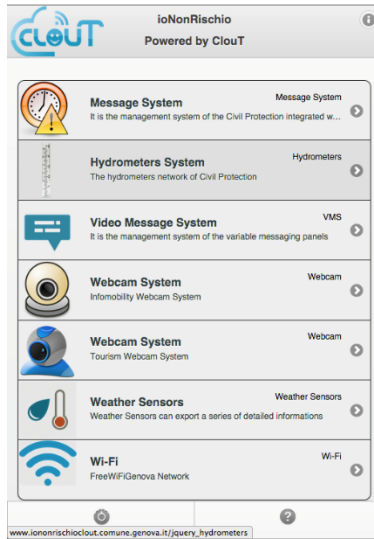 ClouT
ioNonRischio
Powered by ClouT
Message System
Message System
It is the management system of the Civil Protection integrated w...
Hydrometers System
Hydrometers
The hydrometers network of Civil Protection
Video Message System
VMS
It is the management system of the variable messaging panels
Webcam System
Webcam
Infomobility Webcam System
Webcam System
Webcam
Tourism Webcam System
Weather Sensors
Weather Sensors
Weather Sensors can export a series of detailed informations
Wi-Fi
Wi-Fi
FreeWiFiGenova Network
www.iononrischioclout.comune.genova.it/jquery_hydrometers